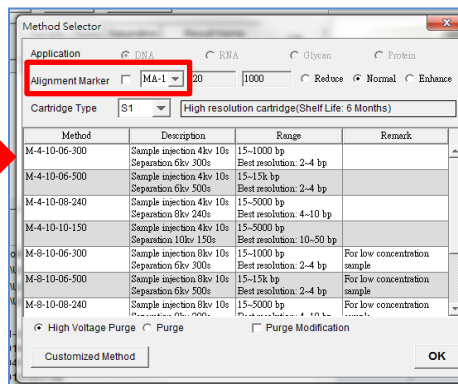 Method Selector
Application DNA RNA Glycan Protein
Alignment Marker MA-1 20 1000 Reduce Normal Enhance
Cartridge Type S1 High resolution cartridge(Shelf Life: 6 Months)
Method Description Range Remark
M-4-10-06-300 Sample injection 4kv 10s 15~1000 bp
Separation 6kv 300s Best resolution: 2~4 bp
M-4-10-06-500 Sample injection 4kv 10s 15~15k bp
Separation 6kv 500s Best resolution: 2~4 bp
M-4-10-08-240 Sample injection 4kv 10s 15~5000 bp
Separation 8kv 240s Best resolution: 4~10 bp
M-4-10-10-150 Sample injection 4kv 10s 15~5000 bp
Separation 10kv 150s Best resolution: 10~50 bp
M-8-10-06-300 Sample injection 8kv 10s 15~1000 bp For low concentration
Separation 6kv 300s Best resolution: 2~4 bp sample
M-8-10-06-500 Sample injection 8kv 10s 15~15k bp For low concentration
Separation 6kv 500s Best resolution: 2~4 bp sample
M-8-10-08-240 Sample injection 8kv 10s 15~5000 bp For low concentration
High Voltage Purge Purge Purge Modification
Customized Method OK